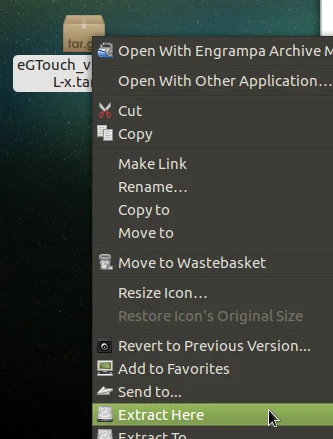 tar.g
eGTouch_v
L-x.tar
Open With Engrampa Archive M
Open With Other Application...
Cut
Copy
Make Link
Rename...
Copy to
Move to
Move to Wastebasket
Resize Icon...
Restore Icon's Original Size
Revert to Previous Version...
Add to Favorites
Send to...
Extract Here
Extract To